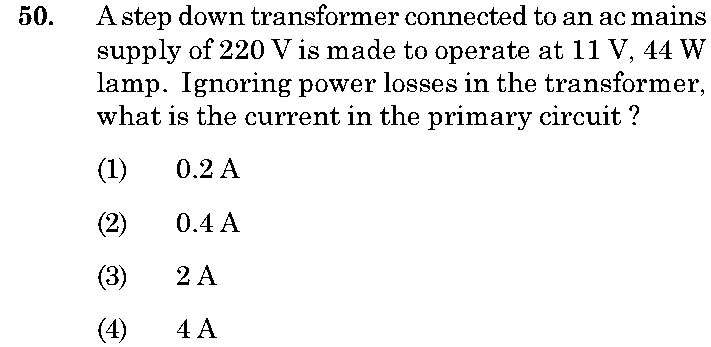 50. A step down transformer connected to an ac mains
supply of 220 V is made to operate at 11 V, 44 W
lamp. Ignoring power losses in the transformer,
what is the current in the primary circuit ?
(1) 0.2 A
(2) 0.4 A
(3) 2 A
(4) 4 A